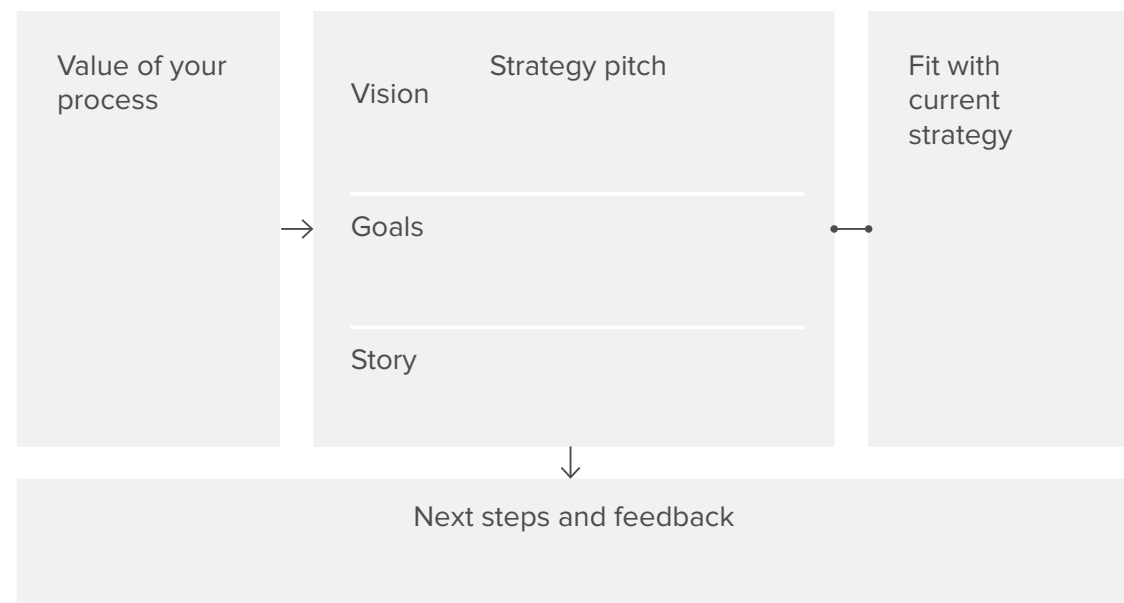 Value of your
process
Strategy pitch
Vision
Goals
Story
Fit with
current
strategy
Next steps and feedback